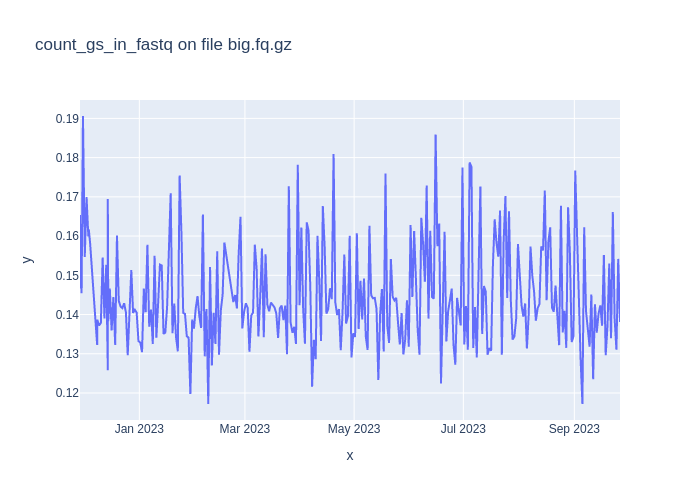 count_gs_in_fastq on file big.fq.gz
0.19
0.18
0.17
0.16
0.15
0.14
0.13
0.12
y
Jan 2023
Mar 2023
May 2023
Jul 2023
Sep 2023
x